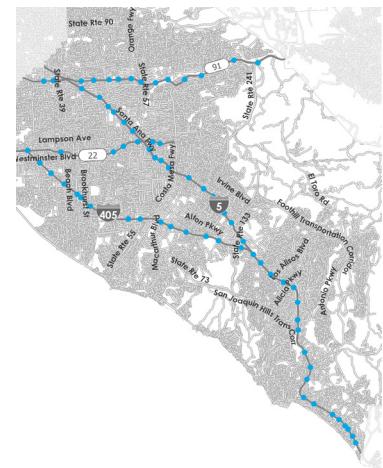 State Rte 90
Orange Fwy
91
State Rte 39
State Rte 57
State Rte 241
Santa Ana Fwy
Lampson Ave
Westminster Blvd
22
Costa Mesa Fwy
Irvine Blvd
El Toro Rd
Beach Blvd
Brookhurst St
5
405
Alton Pkwy
Foothill Transportation Corridor
State Rte 55
Macarthur Blvd
State Rte 133
Los Alisos Blvd
State Rte 73
Alicia Pkwy
Antonio Pkwy
San Joaquin Hills Trans Corr